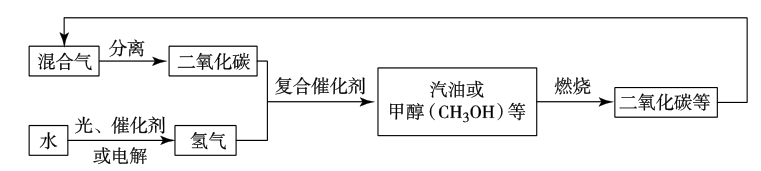 混合气
分离
二氧化碳
水
光、催化剂
或电解
氢气
复合催化剂
汽油或
甲醇(CH₃OH)等
燃烧
二氧化碳等